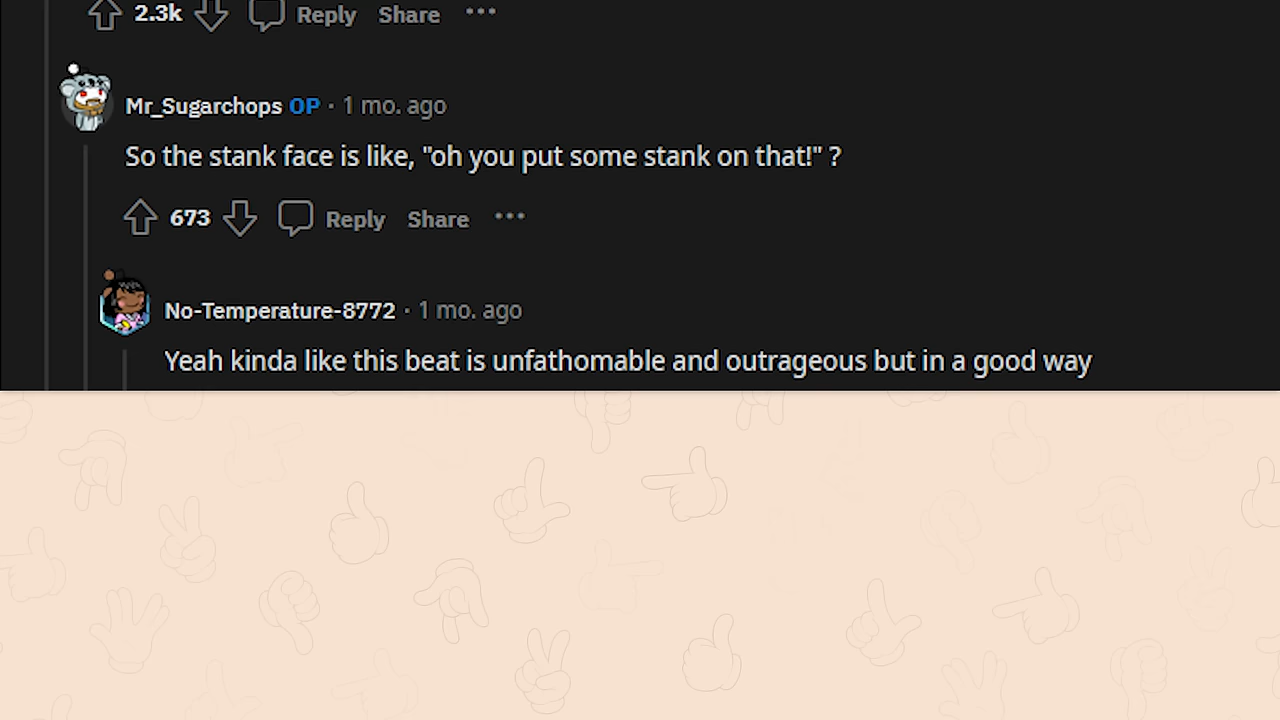 2.3k Reply Share
Mr_Sugarchops OP · 1 mo. ago
So the stank face is like, "oh you put some stank on that!" ?
673 Reply Share
No-Temperature-8772 · 1 mo. ago
Yeah kinda like this beat is unfathomable and outrageous but in a good way